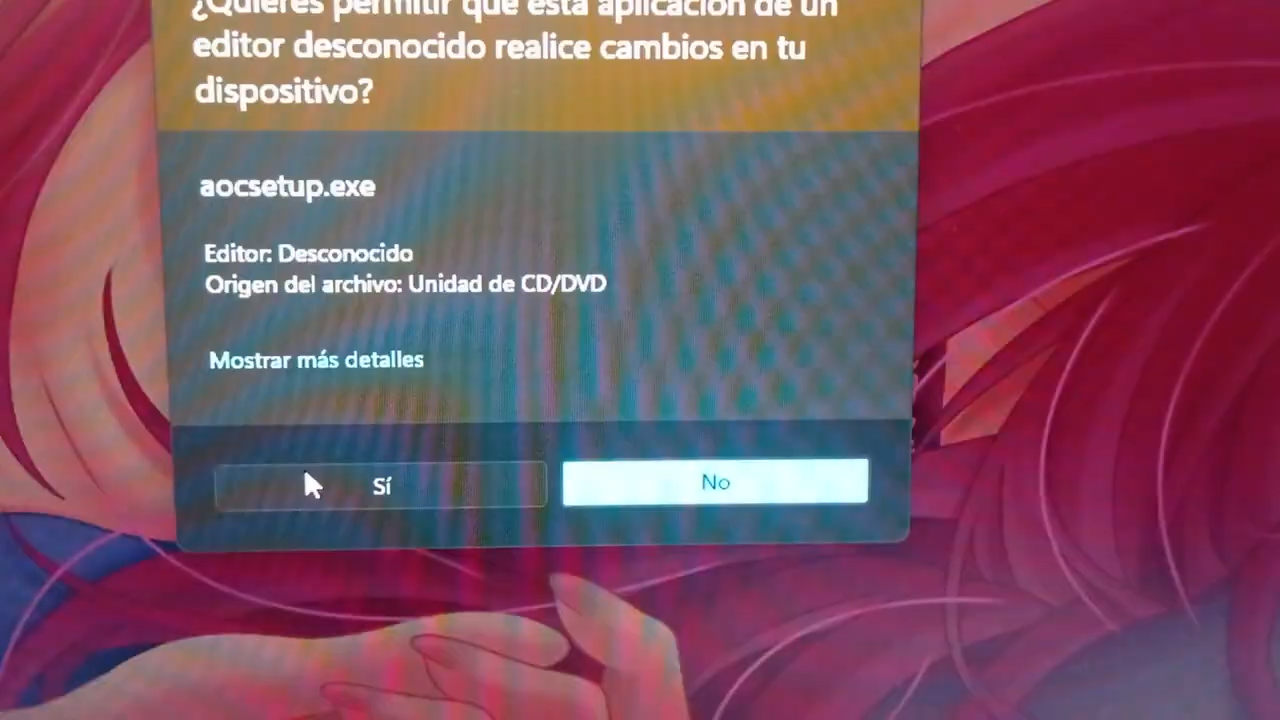 ¿Quieres permitir que esta aplicación de un
editor desconocido realice cambios en tu
dispositivo?
aocsetup.exe
Editor: Desconocido
Origen del archivo: Unidad de CD/DVD
Mostrar más detalles
Sí
No